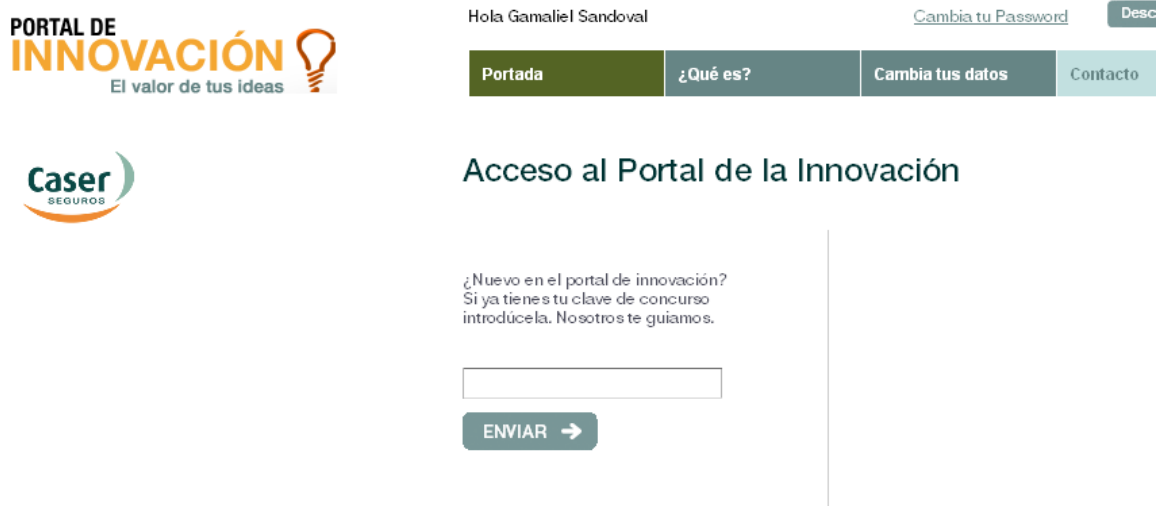 PORTAL DE
INNOVACIÓN
El valor de tus ideas
Hola Gamaliel Sandoval
Cambia tu Password
Desc
Portada
¿Qué es?
Cambia tus datos
Contacto
Caser
SEGUROS
Acceso al Portal de la Innovación
¿Nuevo en el portal de innovación?
Si ya tienes tu clave de concurso
introdúcela. Nosotros te guiamos.
ENVIAR